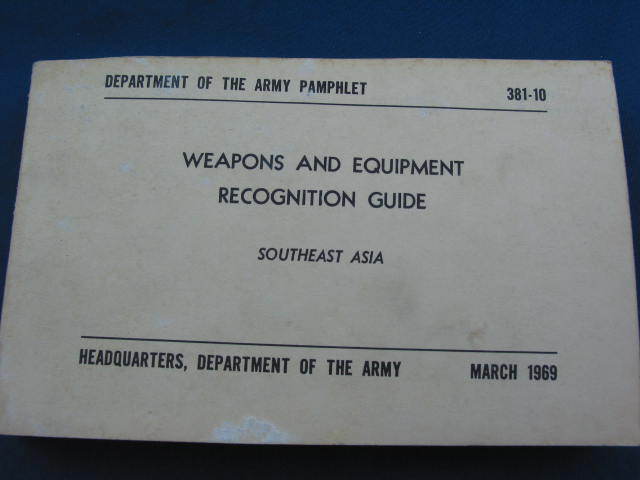 DEPARTMENT OF THE ARMY PAMPHLET 381-10
WEAPONS AND EQUIPMENT
RECOGNITION GUIDE
SOUTHEAST ASIA
HEADQUARTERS, DEPARTMENT OF THE ARMY MARCH 1969